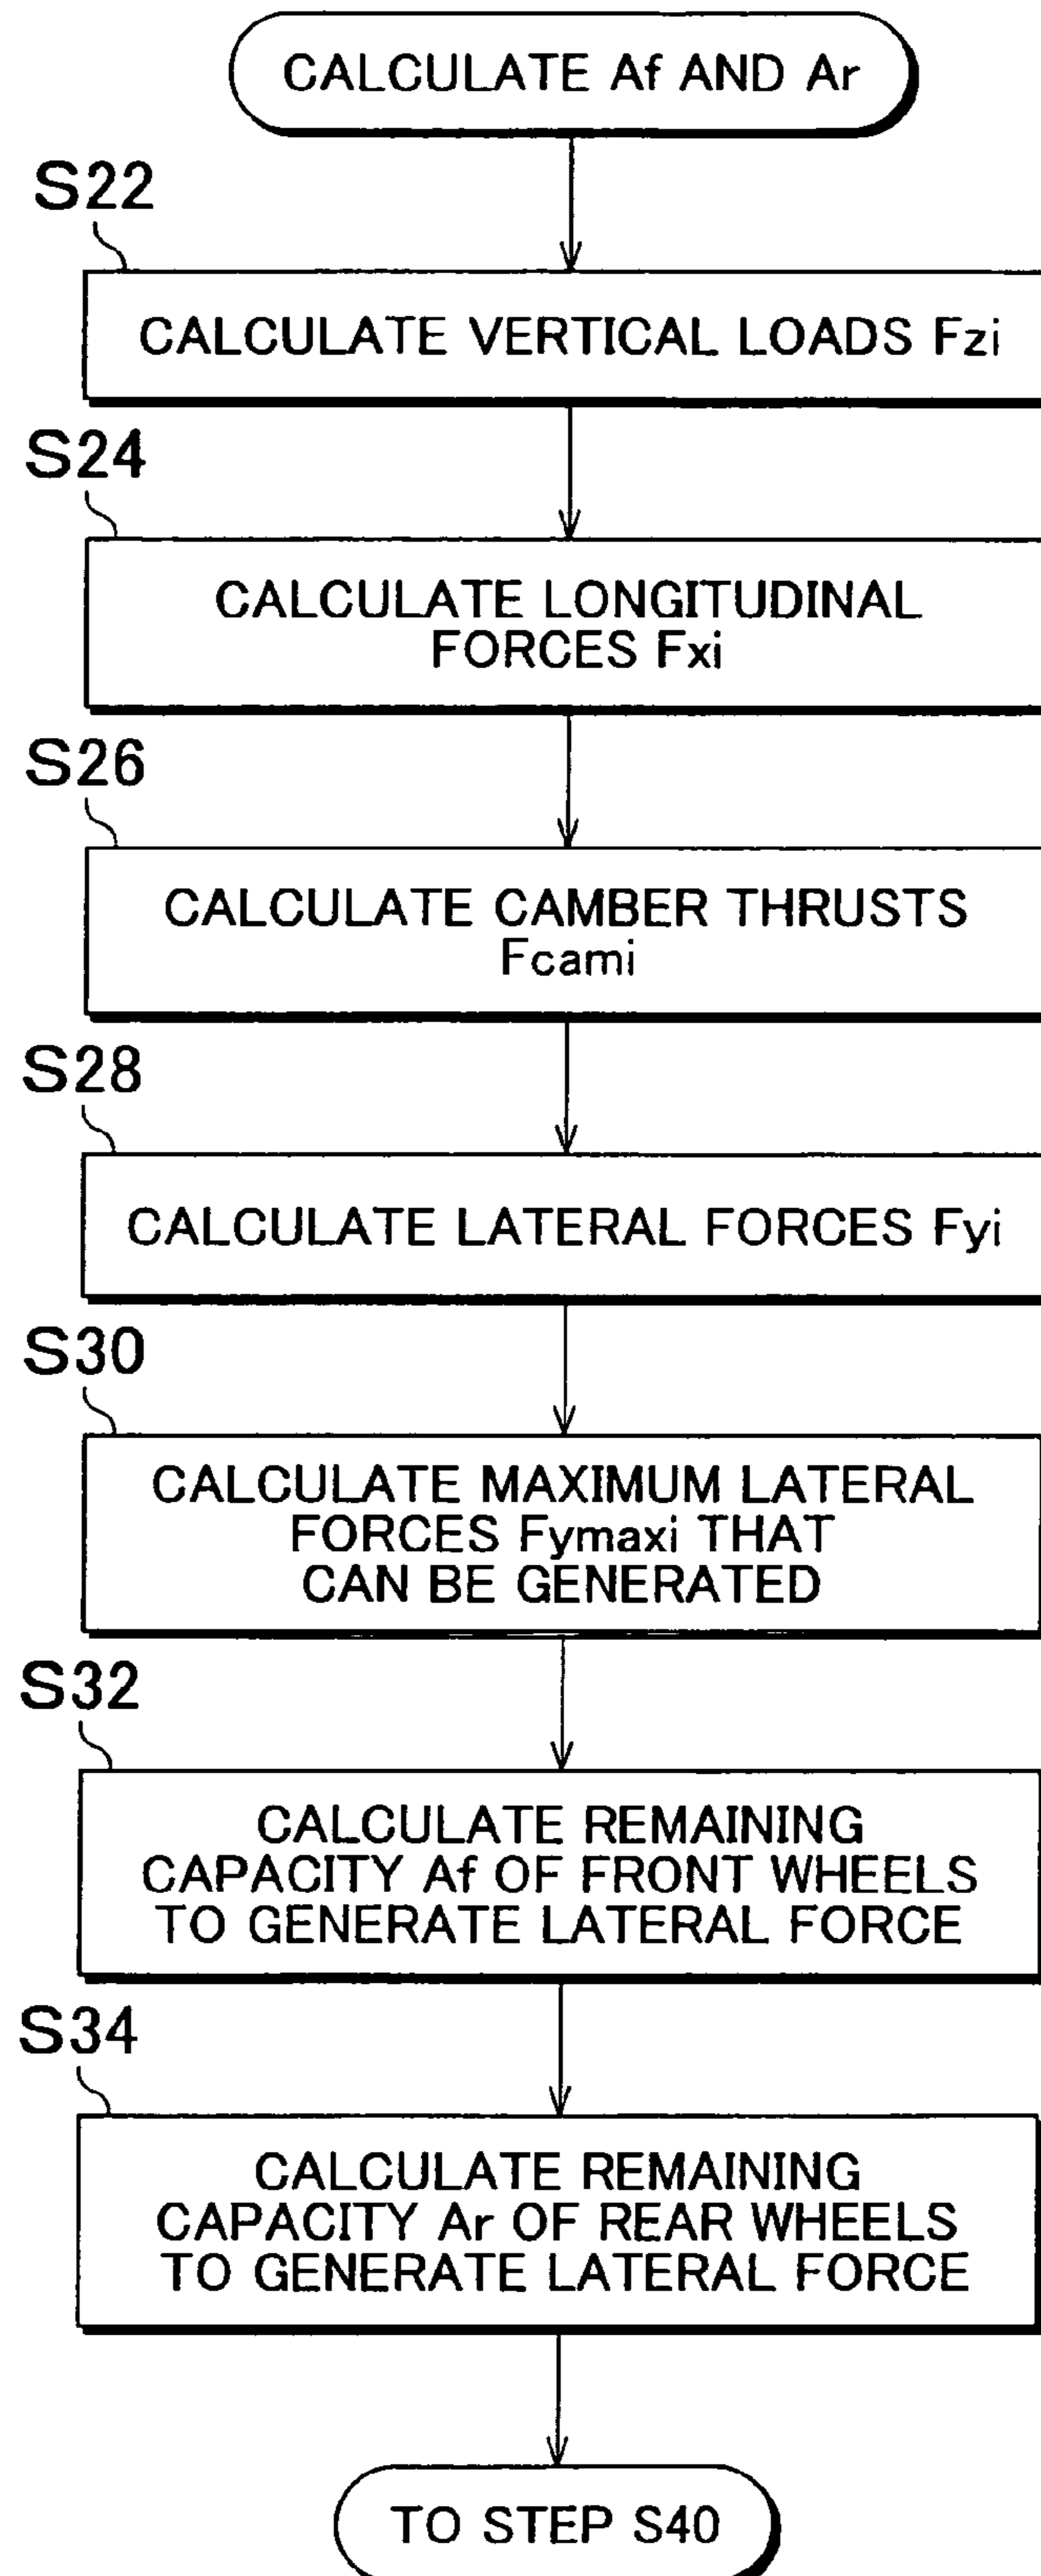 CALCULATE Af AND Ar
S22
CALCULATE VERTICAL LOADS Fzi
S24
CALCULATE LONGITUDINAL
FORCES Fxi
S26
CALCULATE CAMBER THRUSTS
Fcami
S28
CALCULATE LATERAL FORCES Fyi
S30
CALCULATE MAXIMUM LATERAL
FORCES Fymaxi THAT
CAN BE GENERATED
S32
CALCULATE REMAINING
CAPACITY Af OF FRONT WHEELS
TO GENERATE LATERAL FORCE
S34
CALCULATE REMAINING
CAPACITY Ar OF REAR WHEELS
TO GENERATE LATERAL FORCE
TO STEP S40